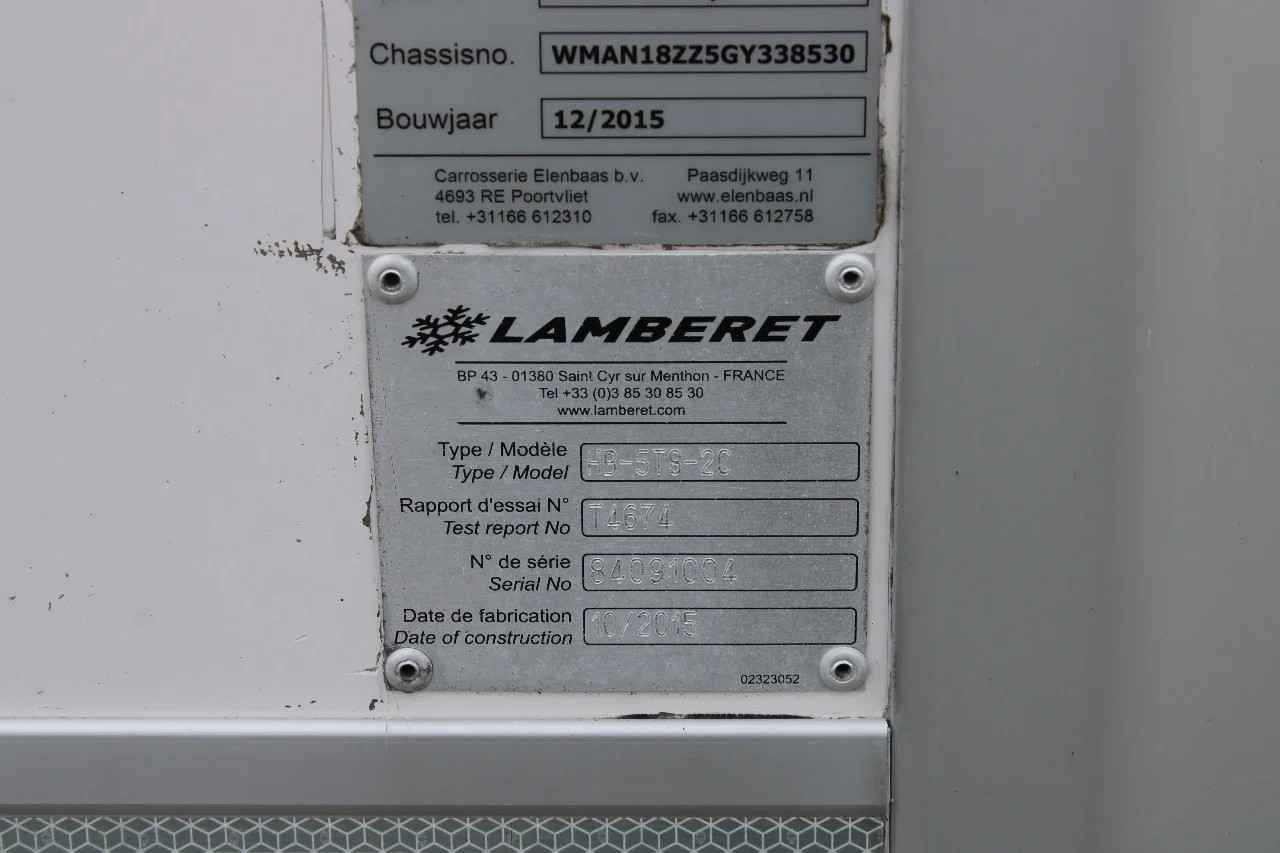 Chassisno. WMAN18ZZ5GY338530
Bouwjaar 12/2015
Carrosserie Elenbaas b.v. Paasdijkweg 11
4693 RE Poortvliet www.elenbaas.nl
tel. +31166 612310 fax. +31166 612758
LAMBERET
BP 43 - 01380 Saint Cyr sur Menthon - FRANCE
Tel +33 (0)3 85 30 85 30
www.lamberet.com
Type / Modèle
Type / Model HB-5TS-2C
Rapport d'essai N°
Test report No T4674
N° de série
Serial No 84091004
Date de fabrication
Date of construction 10/2015
02323052